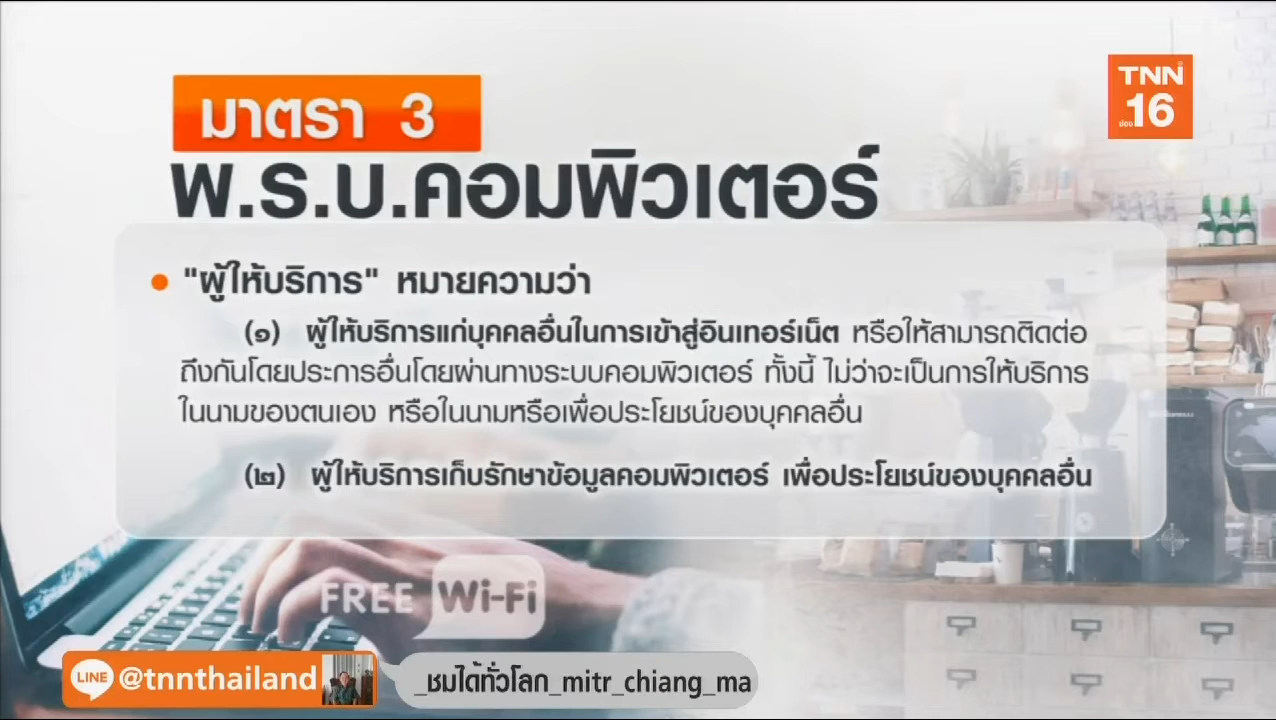 มาตรา 3
พ.ร.บ.คอมพิวเตอร์
TNN
ช่อง16
"ผู้ให้บริการ" หมายความว่า
(๑) ผู้ให้บริการแก่บุคคลอื่นในการเข้าสู่อินเทอร์เน็ต หรือให้สามารถติดต่อ
ถึงกันโดยประการอื่นโดยผ่านทางระบบคอมพิวเตอร์ ทั้งนี้ ไม่ว่าจะเป็นการให้บริการ
ในนามของตนเอง หรือในนามหรือเพื่อประโยชน์ของบุคคลอื่น
(๒) ผู้ให้บริการเก็บรักษาข้อมูลคอมพิวเตอร์ เพื่อประโยชน์ของบุคคลอื่น
FREE Wi-Fi
LINE @tnnthailand _ชมได้ทั่วโลก_mitr_chiang_ma